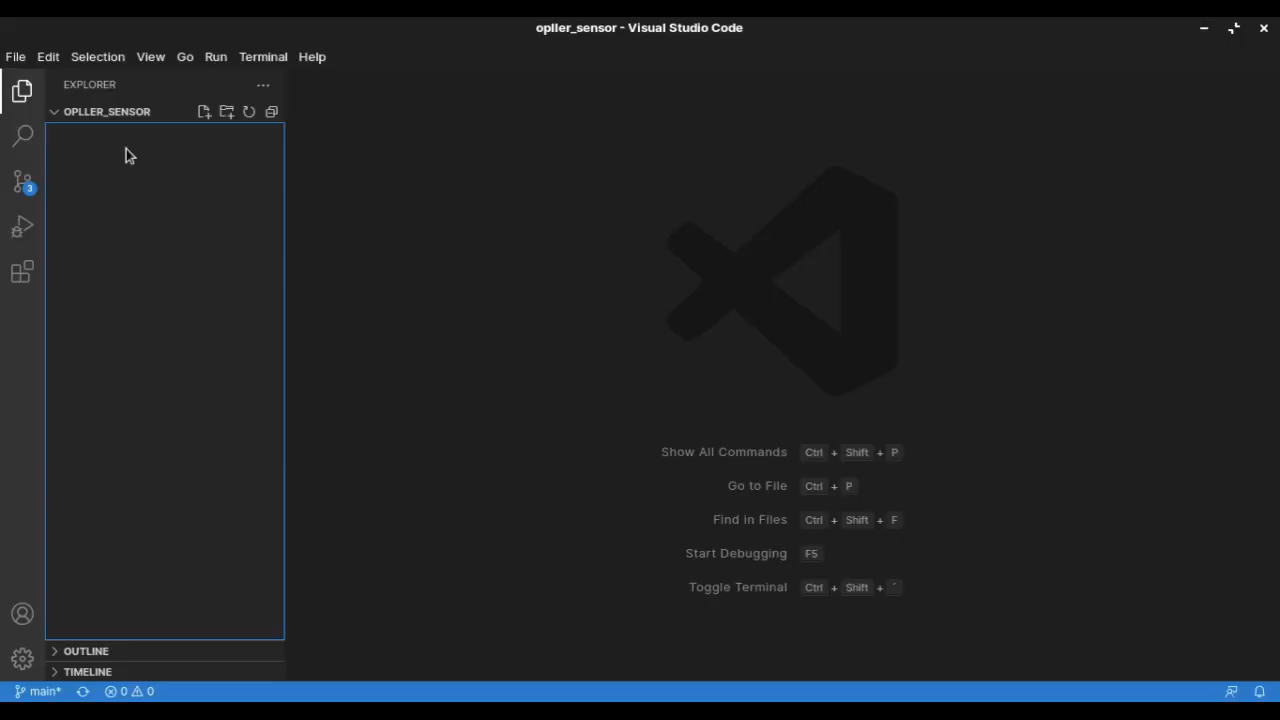 opller_sensor - Visual Studio Code
File Edit Selection View Go Run Terminal Help
EXPLORER
OPLLER_SENSOR
3
Show All Commands Ctrl + Shift + P
Go to File Ctrl + P
Find in Files Ctrl + Shift + F
Start Debugging F5
Toggle Terminal Ctrl + Shift + ´
OUTLINE
TIMELINE
main* 0 0